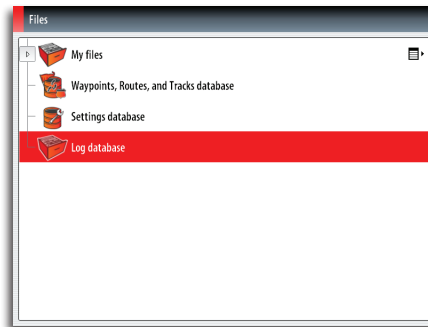 Files
My files
Waypoints, Routes, and Tracks database
Settings database
Log database